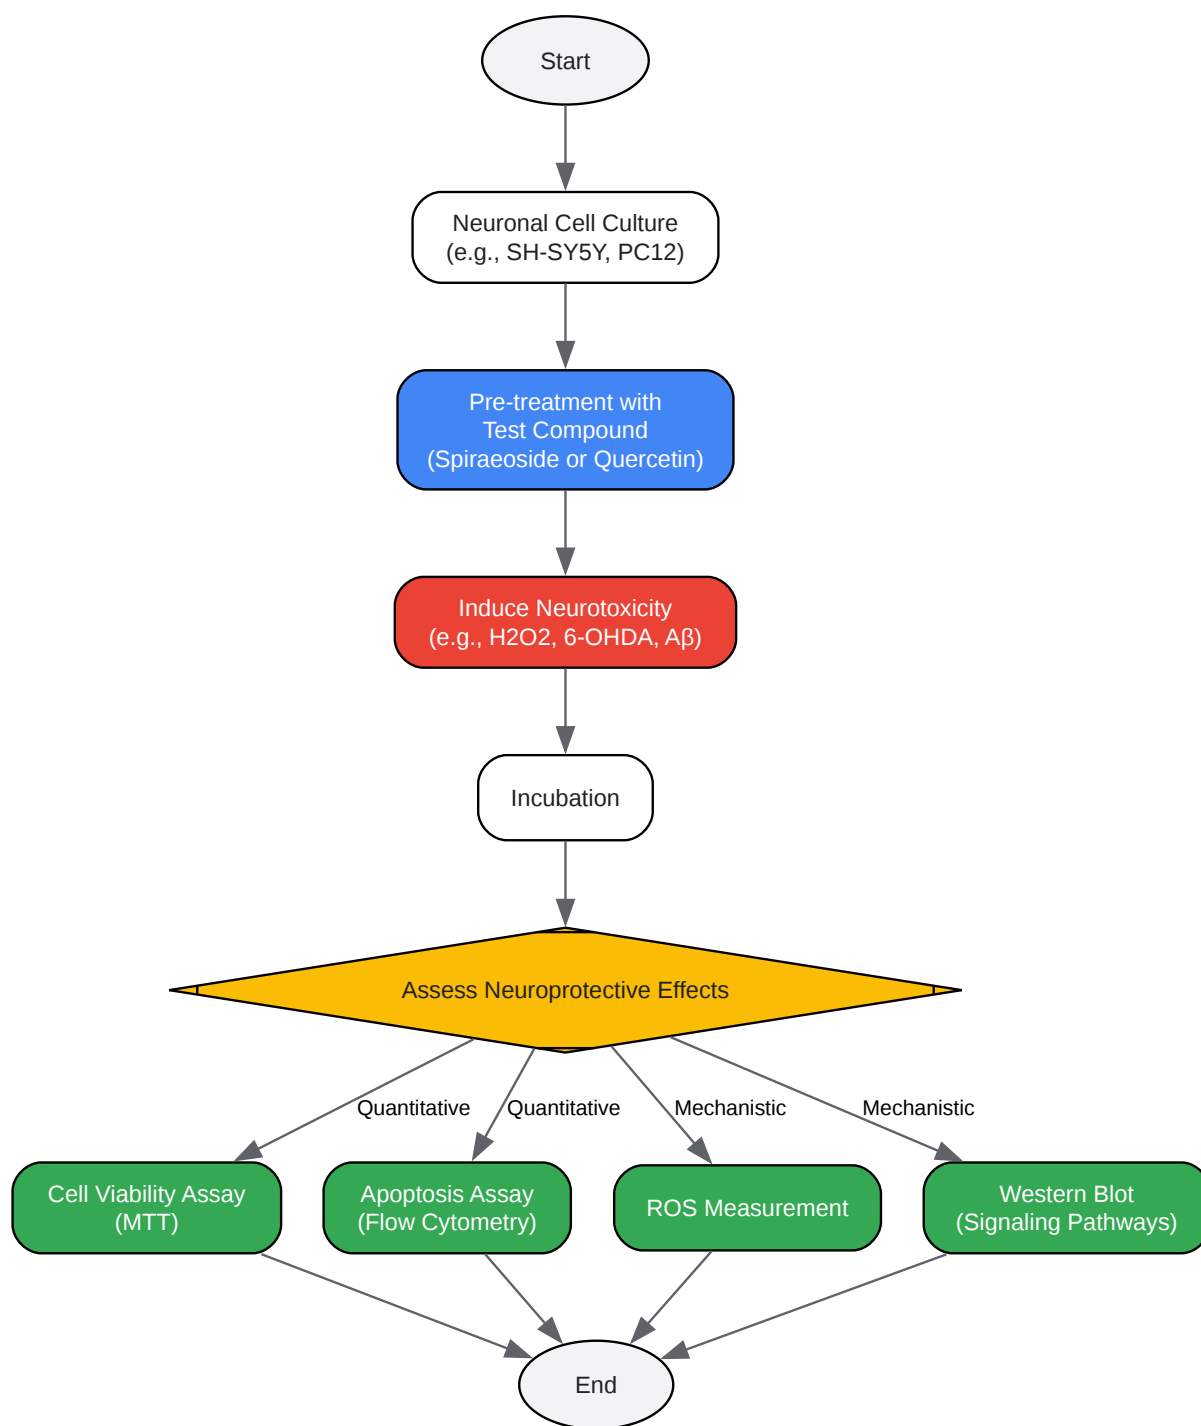 Start
Neuronal Cell Culture
(e.g., SH-SY5Y, PC12)
Pre-treatment with
Test Compound
(Spiraeoside or Quercetin)
Induce Neurotoxicity
(e.g., H2O2, 6-OHDA, Aβ)
Incubation
Assess Neuroprotective Effects
Quantitative
Quantitative
Mechanistic
Mechanistic
Cell Viability Assay
(MTT)
Apoptosis Assay
(Flow Cytometry)
ROS Measurement
Western Blot
(Signaling Pathways)
End